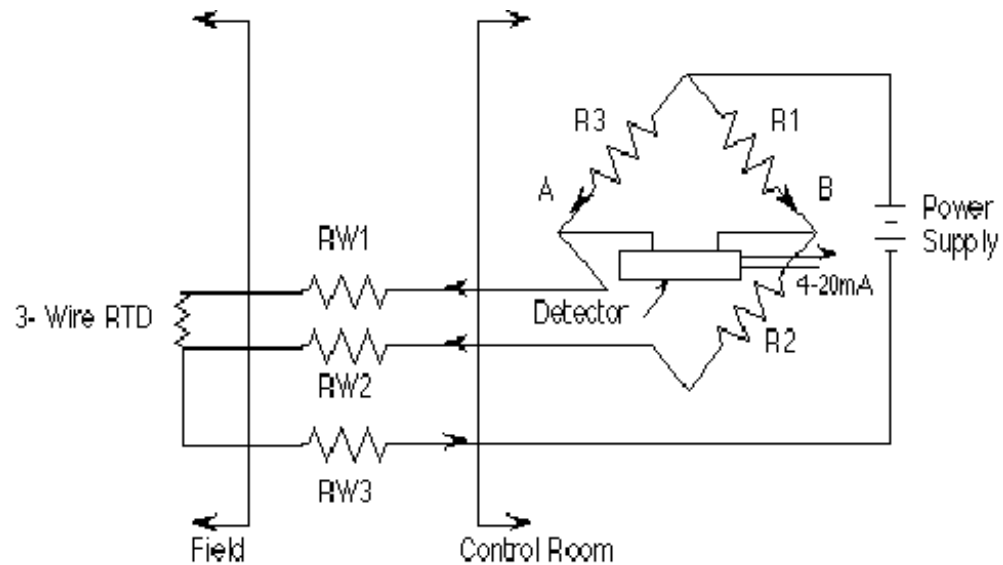 R3
R1
A
B
Power
Supply
RW1
4-20mA
3- Wire RTD
Detector
R2
RW2
RW3
Field
Control Room